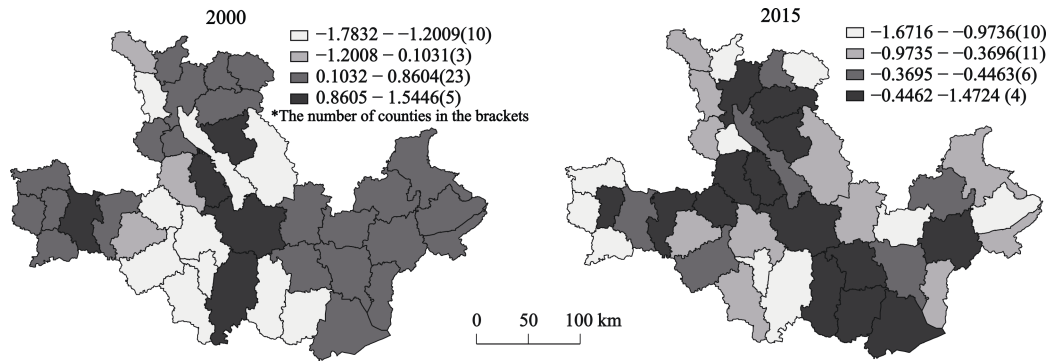 2000
−1.7832 − −1.2009(10)
−1.2008 − 0.1031(3)
0.1032 − 0.8604(23)
0.8605 − 1.5446(5)
*The number of counties in the brackets
2015
−1.6716 − −0.9736(10)
−0.9735 − −0.3696(11)
−0.3695 − −0.4463(6)
−0.4462 −1.4724 (4)
0 50 100 km